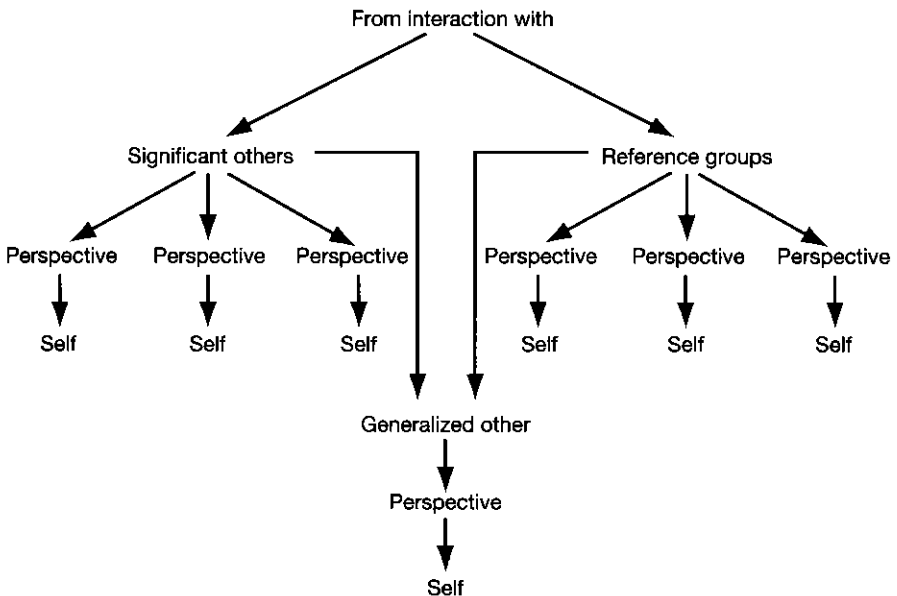 From interaction with
Significant others
Reference groups
Perspective
Perspective
Perspective
Perspective
Perspective
Perspective
Self
Self
Self
Self
Self
Self
Generalized other
Perspective
Self